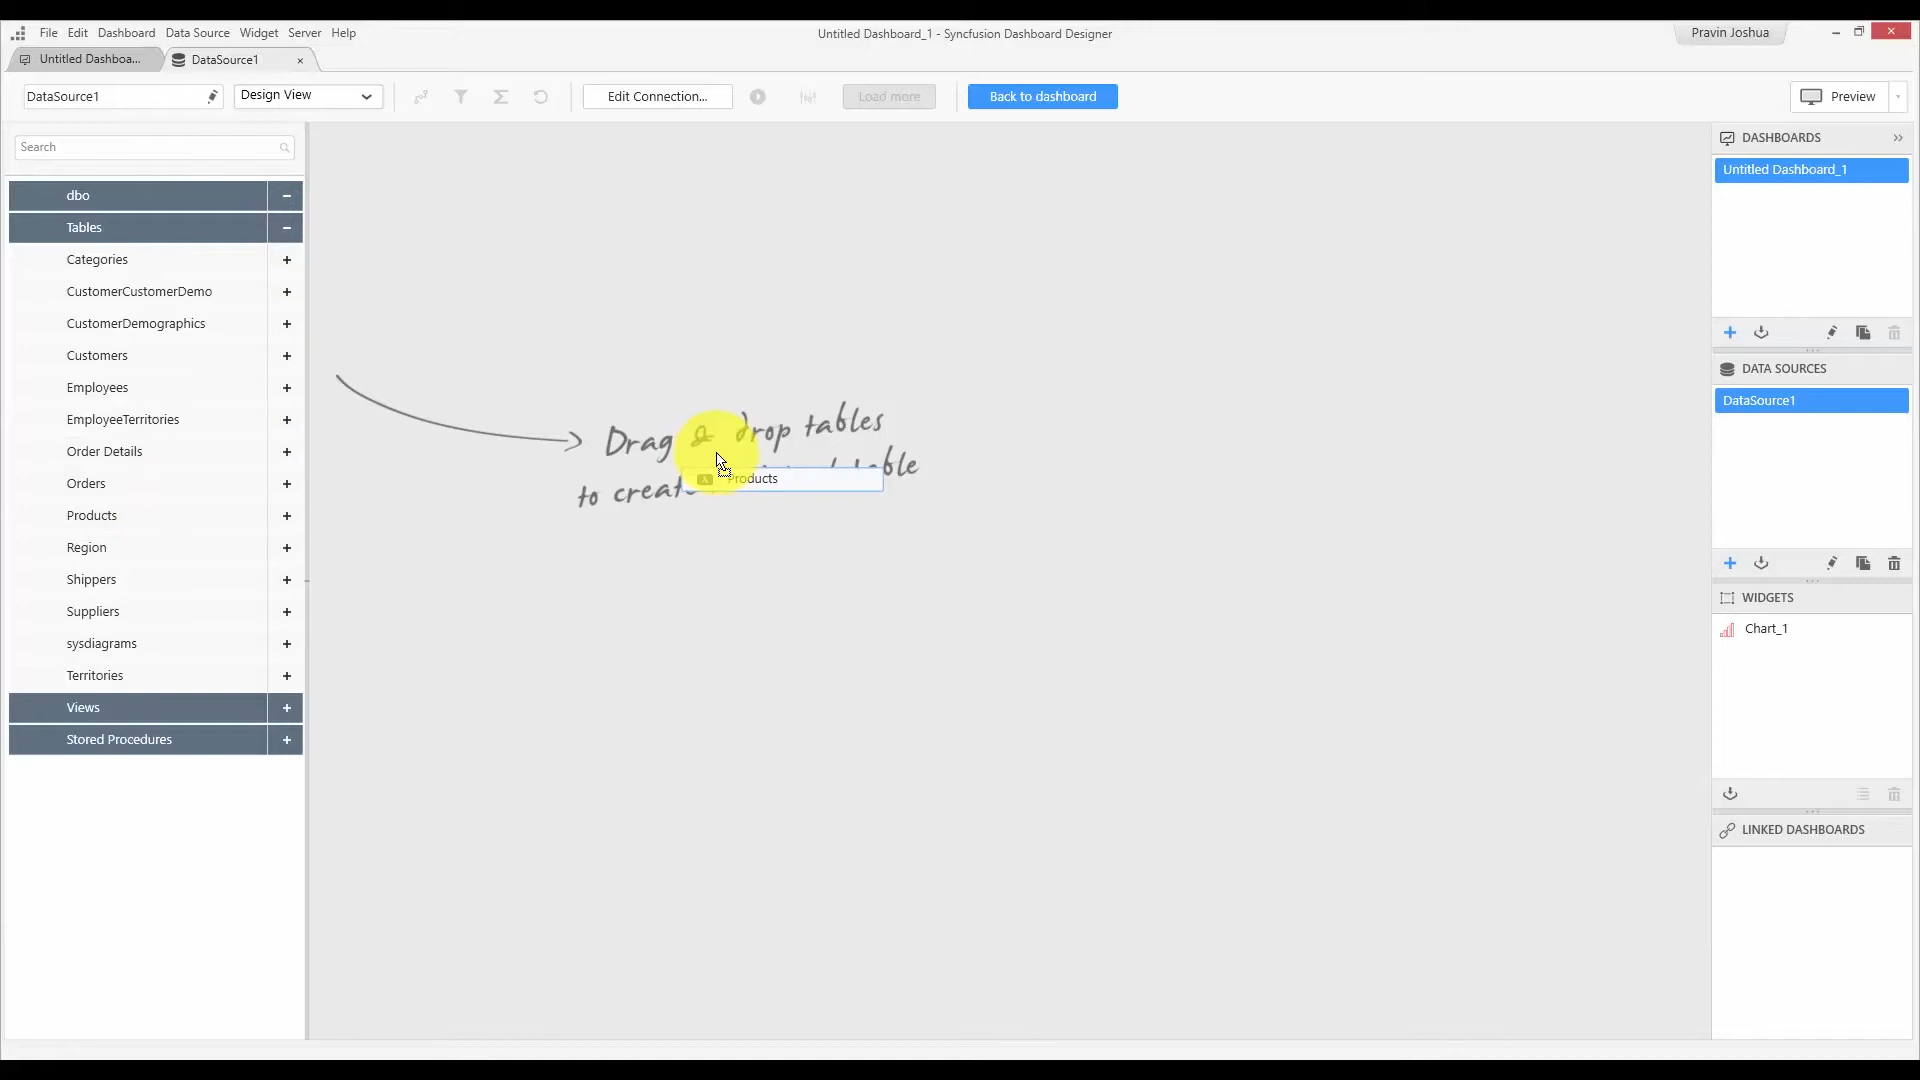 File Edit Dashboard Data Source Widget Server Help
Untitled Dashboard_1 - Syncfusion Dashboard Designer
Pravin Joshua
Untitled Dashboa...
DataSource1
DataSource1
Design View
Edit Connection...
Load more
Back to dashboard
Preview
Search
dbo
Tables
Categories
CustomerCustomerDemo
CustomerDemographics
Customers
Employees
EmployeeTerritories
Order Details
Orders
Products
Region
Shippers
Suppliers
sysdiagrams
Territories
Views
Stored Procedures
Drag & drop tables
to create table
Products
DASHBOARDS
Untitled Dashboard_1
DATA SOURCES
DataSource1
WIDGETS
Chart_1
LINKED DASHBOARDS